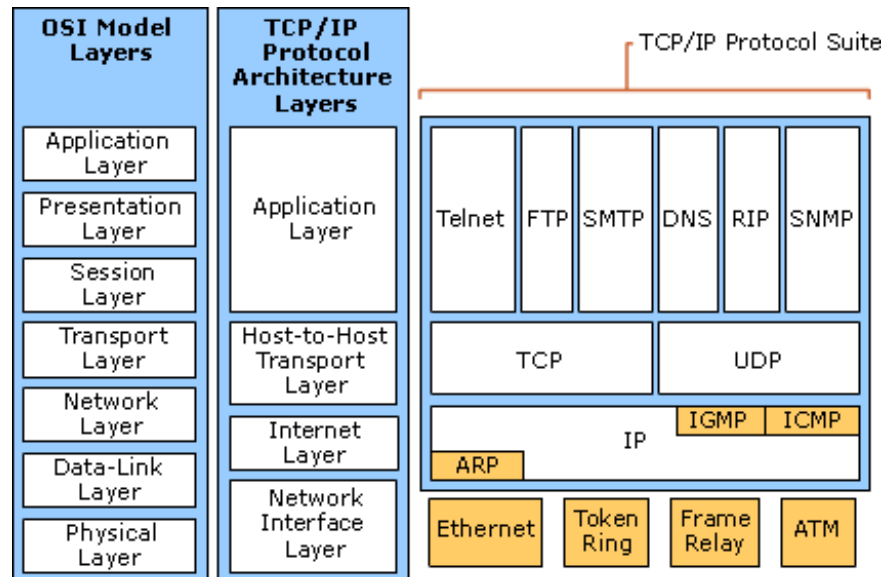 OSI Model
Layers
Application
Layer
Presentation
Layer
Session
Layer
Transport
Layer
Network
Layer
Data-Link
Layer
Physical
Layer
TCP/IP
Protocol
Architecture
Layers
Application
Layer
Host-to-Host
Transport
Layer
Internet
Layer
Network
Interface
Layer
TCP/IP Protocol Suite
Telnet
FTP
SMTP
DNS
RIP
SNMP
TCP
UDP
IP
IGMP
ICMP
ARP
Ethernet
Token
Ring
Frame
Relay
ATM